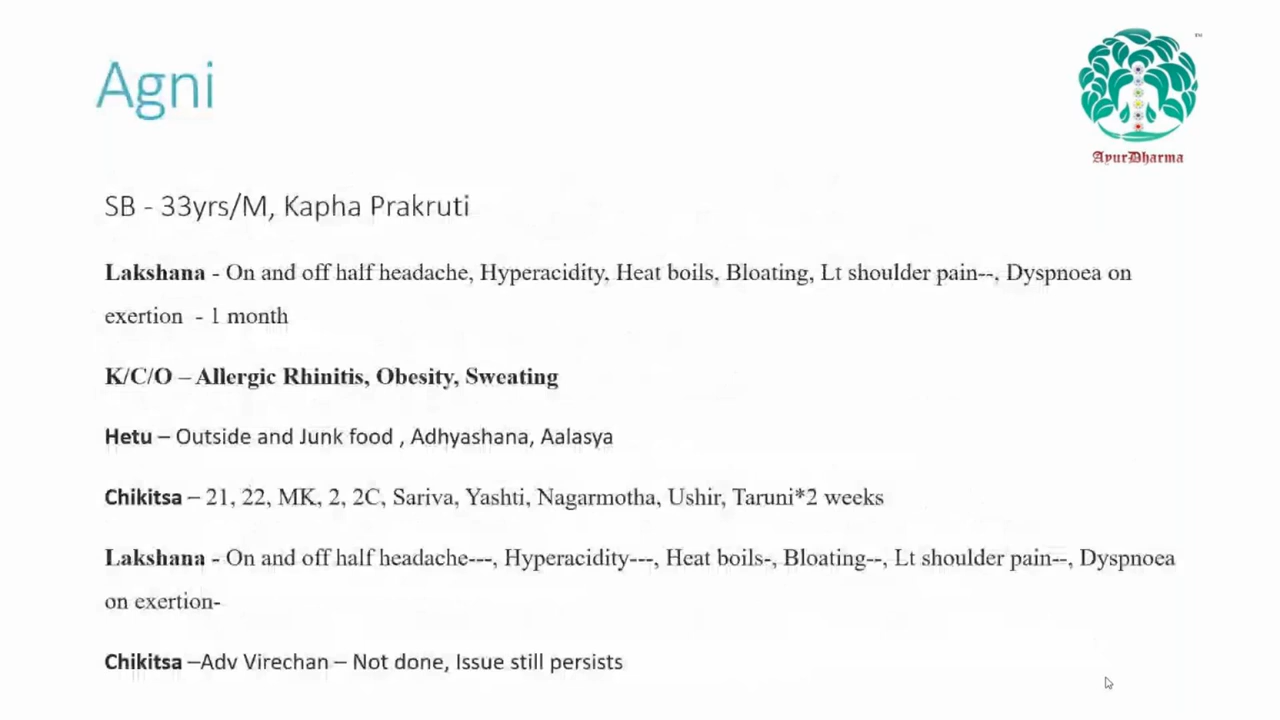 Agni
TM
AyurDharma
SB - 33yrs/M, Kapha Prakruti
Lakshana - On and off half headache, Hyperacidity, Heat boils, Bloating, Lt shoulder pain--, Dyspnoea on
exertion - 1 month
K/C/O – Allergic Rhinitis, Obesity, Sweating
Hetu – Outside and Junk food , Adhyashana, Aalasya
Chikitsa – 21, 22, MK, 2, 2C, Sariva, Yashti, Nagarmotha, Ushir, Taruni*2 weeks
Lakshana - On and off half headache---, Hyperacidity---, Heat boils-, Bloating--, Lt shoulder pain--, Dyspnoea
on exertion-
Chikitsa –Adv Virechan – Not done, Issue still persists